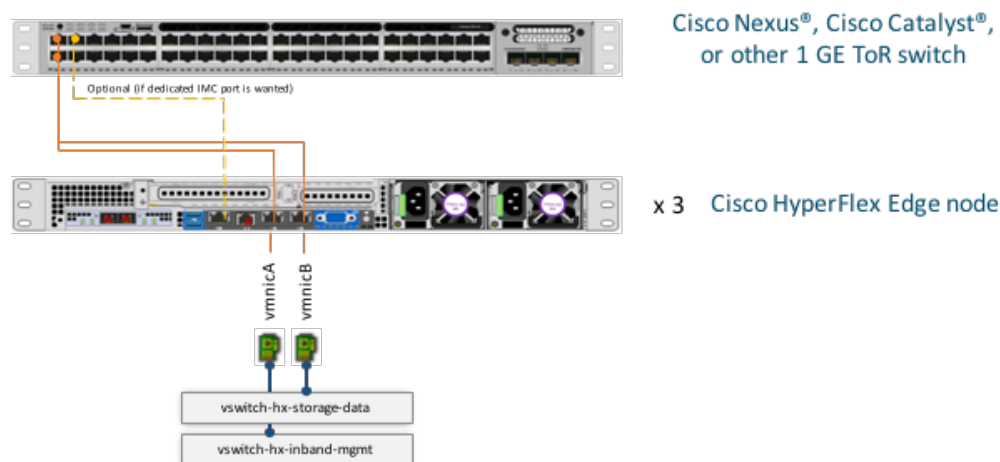 Cisco Nexus®, Cisco Catalyst®,
or other 1 GE ToR switch
Optional (if dedicated IMC port is wanted)
x 3 Cisco HyperFlex Edge node
vmnicA
vmnicB
vswitch-hx-storage-data
vswitch-hx-inband-mgmt